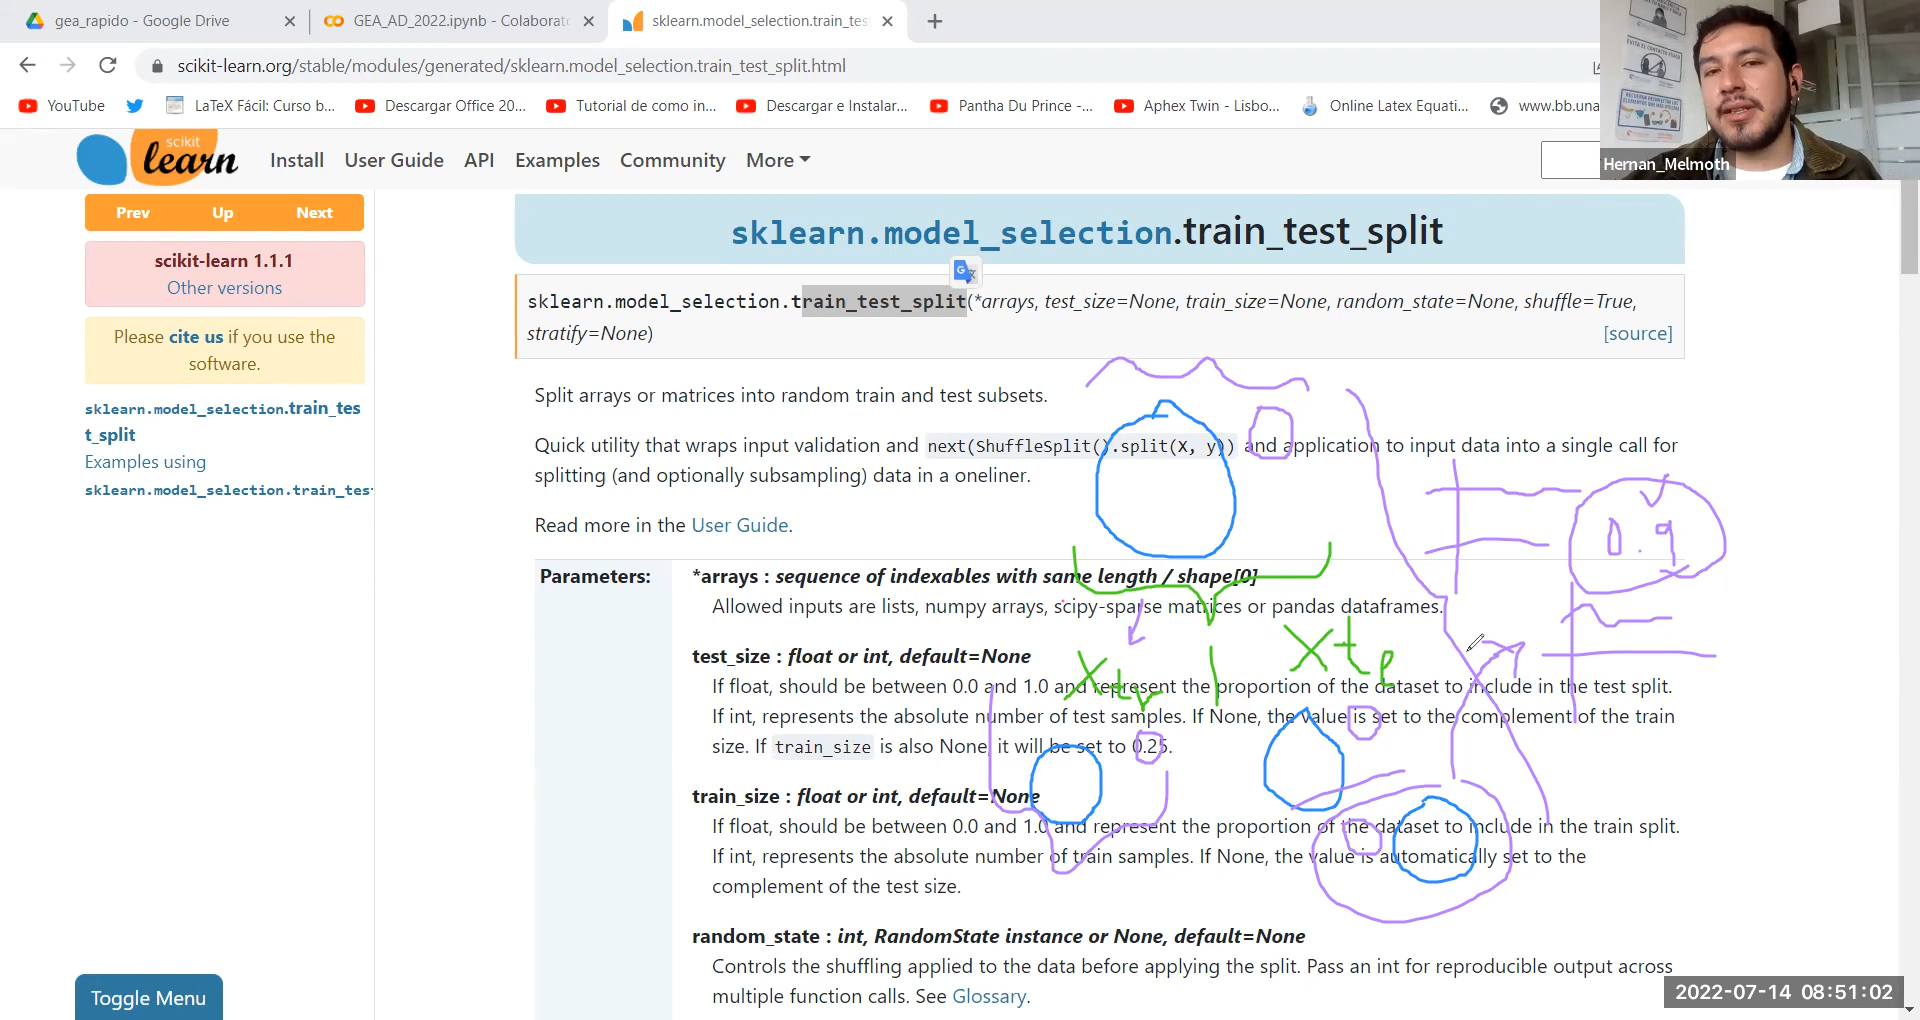 gea_rapido - Google Drive
GEA_AD_2022.ipynb - Colaborato
sklearn.model_selection.train_tes
scikit-learn.org/stable/modules/generated/sklearn.model_selection.train_test_split.html
YouTube
LaTeX Fácil: Curso b...
Descargar Office 20...
Tutorial de como in...
Descargar e Instalar...
Pantha Du Prince -...
Aphex Twin - Lisbo...
Online Latex Equati...
www.bb.una
EVITA EL CONTACTO
Hernan_Melmoth
scikit
learn
Install User Guide API Examples Community More
Prev Up Next
scikit-learn 1.1.1
Other versions
Please cite us if you use the
software.
sklearn.model_selection.train_tes
t_split
Examples using
sklearn.model_selection.train_test
sklearn.model_selection.train_test_split
sklearn.model_selection.train_test_split(*arrays, test_size=None, train_size=None, random_state=None, shuffle=True,
stratify=None)
[source]
Split arrays or matrices into random train and test subsets.
Quick utility that wraps input validation and next(ShuffleSplit().split(X, y)) and application to input data into a single call for
splitting (and optionally subsampling) data in a oneliner.
Read more in the User Guide.
0.9
Parameters:
*arrays : sequence of indexables with same length / shape[0]
Allowed inputs are lists, numpy arrays, scipy-sparse matrices or pandas dataframes.
Xtr
Xte
test_size : float or int, default=None
If float, should be between 0.0 and 1.0 and represent the proportion of the dataset to include in the test split.
If int, represents the absolute number of test samples. If None, the value is set to the complement of the train
size. If train_size is also None, it will be set to 0.25.
train_size : float or int, default=None
If float, should be between 0.0 and 1.0 and represent the proportion of the dataset to include in the train split.
If int, represents the absolute number of train samples. If None, the value is automatically set to the
complement of the test size.
random_state : int, RandomState instance or None, default=None
Controls the shuffling applied to the data before applying the split. Pass an int for reproducible output across
multiple function calls. See Glossary.
Toggle Menu
2022-07-14 08:51:02